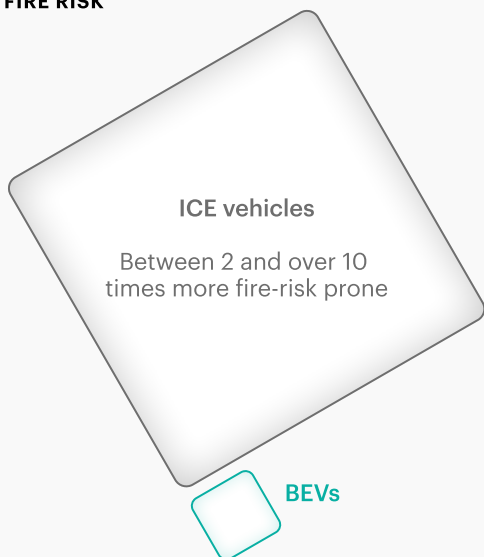 FIRE RISK
ICE vehicles
Between 2 and over 10
times more fire-risk prone
BEVs